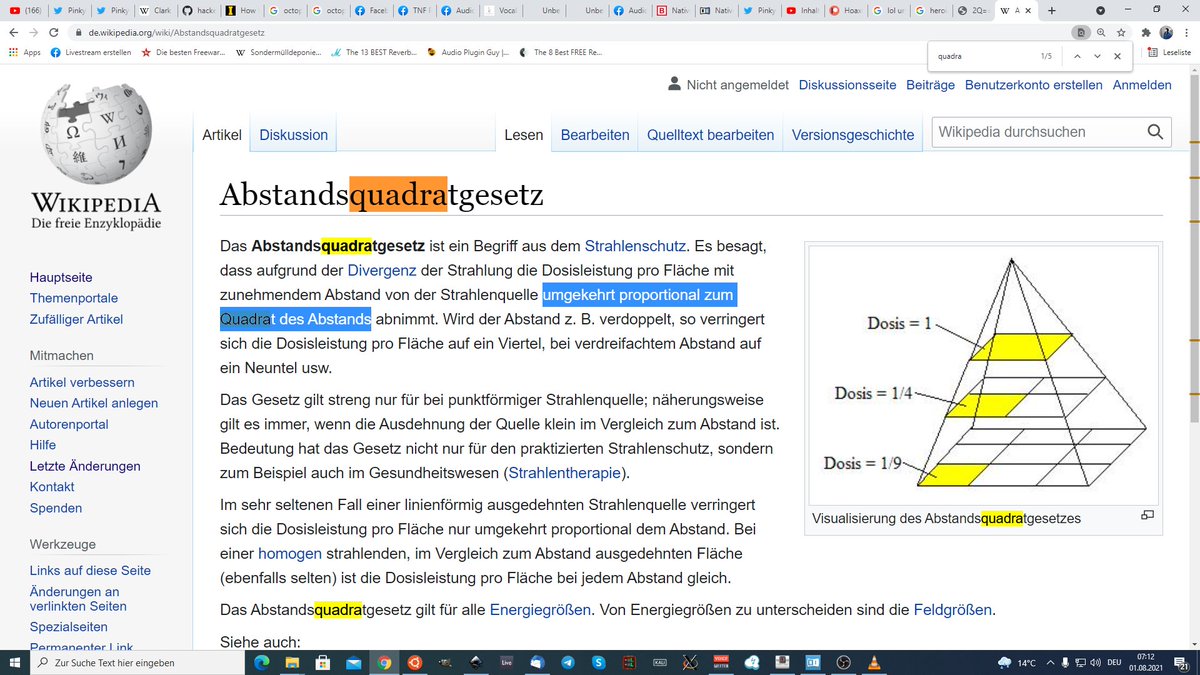 (166)
Pinky
Pinky
Clark
hacke
How
octop
octop
Faceb
TNF |
Audio
Vocal
Unbe
Unbe
Audio
Nativ
Nativ
Pinky
Inhalt
Hoax
lol ur
heroi
2Q=
A
de.wikipedia.org/wiki/Abstandsquadratgesetz
Apps
Livestream erstellen
Die besten Freewar...
Sondermülldeponie...
The 13 BEST Reverb...
Audio Plugin Guy |...
The 8 Best FREE Re...
Leseliste
quadra
1/5
Nicht angemeldet Diskussionsseite Beiträge Benutzerkonto erstellen Anmelden
Artikel Diskussion Lesen Bearbeiten Quelltext bearbeiten Versionsgeschichte
Wikipedia durchsuchen
WIKIPEDIA
Die freie Enzyklopädie
Hauptseite
Themenportale
Zufälliger Artikel
Mitmachen
Artikel verbessern
Neuen Artikel anlegen
Autorenportal
Hilfe
Letzte Änderungen
Kontakt
Spenden
Werkzeuge
Links auf diese Seite
Änderungen an
verlinkten Seiten
Spezialseiten
Permanenter Link
Abstandsquadratgesetz
Das Abstandsquadratgesetz ist ein Begriff aus dem Strahlenschutz. Es besagt,
dass aufgrund der Divergenz der Strahlung die Dosisleistung pro Fläche mit
zunehmendem Abstand von der Strahlenquelle umgekehrt proportional zum
Quadrat des Abstands abnimmt. Wird der Abstand z. B. verdoppelt, so verringert
sich die Dosisleistung pro Fläche auf ein Viertel, bei verdreifachtem Abstand auf
ein Neuntel usw.
Das Gesetz gilt streng nur für bei punktförmiger Strahlenquelle; näherungsweise
gilt es immer, wenn die Ausdehnung der Quelle klein im Vergleich zum Abstand ist.
Bedeutung hat das Gesetz nicht nur für den praktizierten Strahlenschutz, sondern
zum Beispiel auch im Gesundheitswesen (Strahlentherapie).
Im sehr seltenen Fall einer linienförmig ausgedehnten Strahlenquelle verringert
sich die Dosisleistung pro Fläche nur umgekehrt proportional dem Abstand. Bei
einer homogen strahlenden, im Vergleich zum Abstand ausgedehnten Fläche
(ebenfalls selten) ist die Dosisleistung pro Fläche bei jedem Abstand gleich.
Das Abstandsquadratgesetz gilt für alle Energiegrößen. Von Energiegrößen zu unterscheiden sind die Feldgrößen.
Siehe auch:
Dosis = 1
Dosis = 1/4
Dosis = 1/9
Visualisierung des Abstandsquadratgesetzes
Zur Suche Text hier eingeben
Live
14°C
DEU
07:12
01.08.2021
21